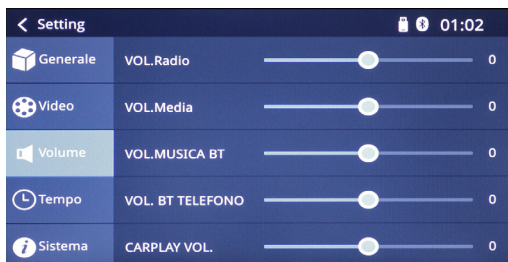 Setting 01:02
Generale VOL.Radio 0
Video VOL.Media 0
Volume VOL.MUSICA BT 0
Tempo VOL. BT TELEFONO 0
Sistema CARPLAY VOL. 0